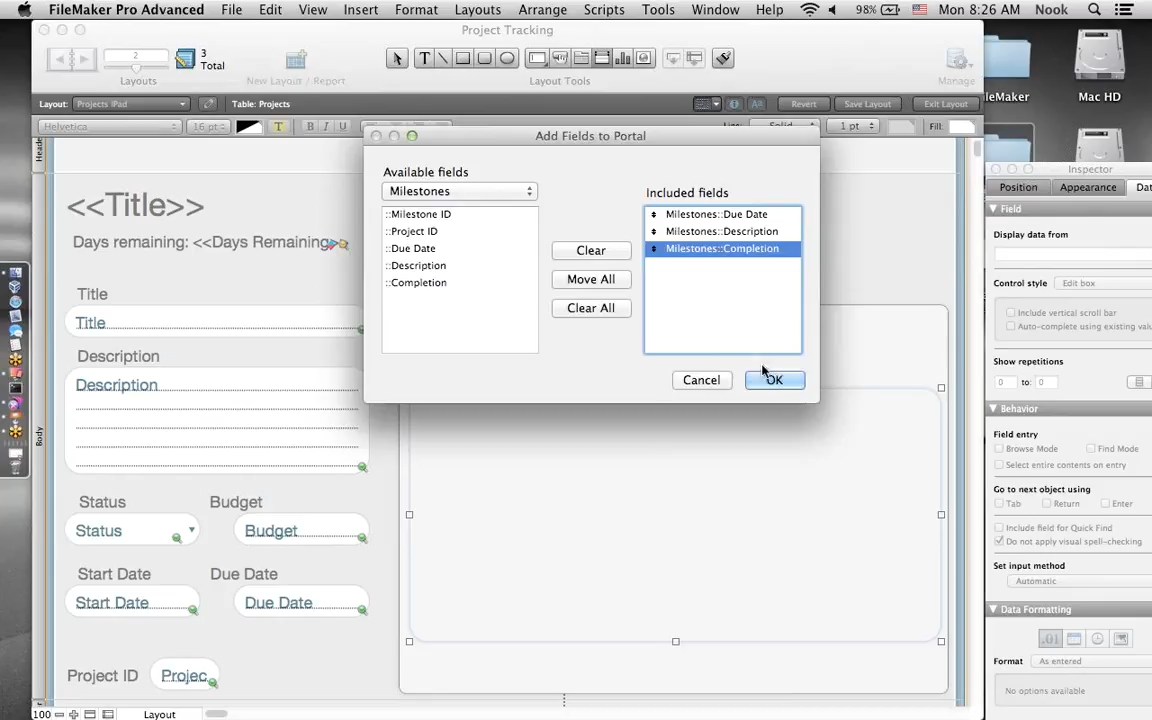 FileMaker Pro Advanced File Edit View Insert Format Layouts Arrange Scripts Tools Window Help 98% Mon 8:26 AM Nook
Project Tracking
2
3
Total
Layouts
New Layout / Report
Layout Tools
Manage
Layout: Projects iPad Table: Projects Revert Save Layout Exit Layout
Helvetica 16 pt B I U Line: Solid 1 pt Fill:
FileMaker
Mac HD
Add Fields to Portal
Available fields
Milestones
::Milestone ID
::Project ID
::Due Date
::Description
::Completion
Clear
Move All
Clear All
Included fields
Milestones::Due Date
Milestones::Description
Milestones::Completion
Cancel
OK
Header
<<Title>>
Days remaining: <<Days Remaining
Title
Title
Description
Description
Body
Status Budget
Status Budget
Start Date Due Date
Start Date Due Date
Project ID Projec
100 Layout
Inspector
Position Appearance Dat
Field
Display data from
Control style Edit box
Include vertical scroll bar
Auto-complete using existing valu
Show repetitions
0 to: 0
Behavior
Field entry
Browse Mode Find Mode
Select entire contents on entry
Go to next object using
Tab Return Enter
Include field for Quick Find
Do not apply visual spell-checking
Set input method
Automatic
Data Formatting
Format As entered
No options available